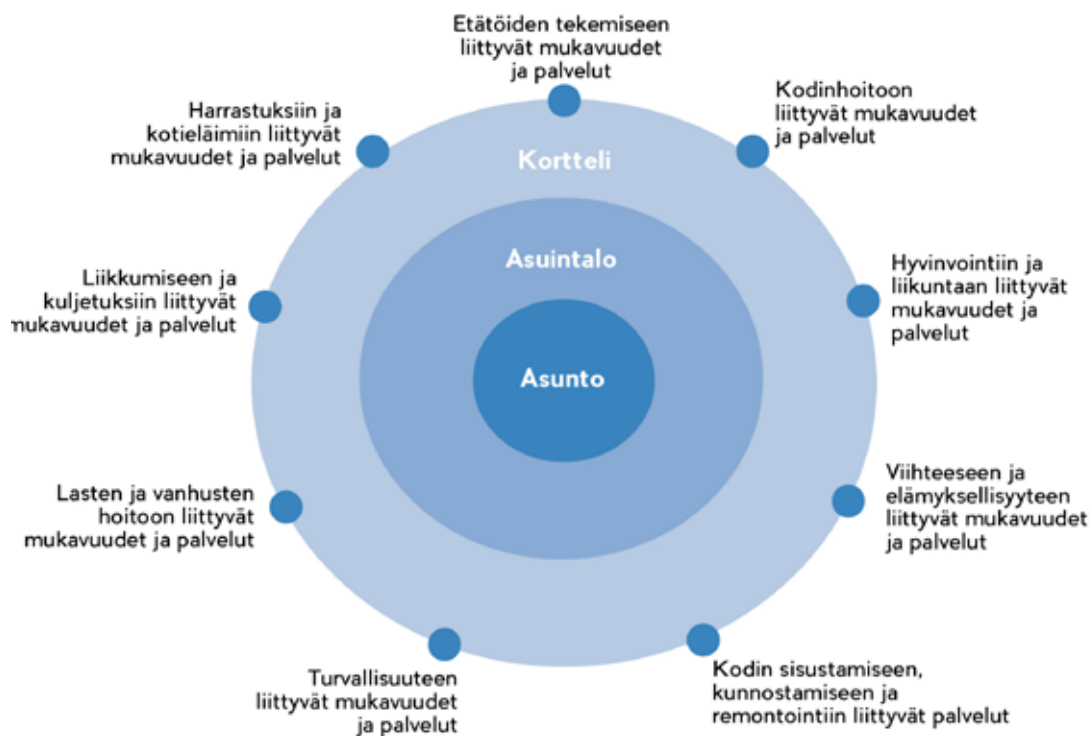 Etätöiden tekemiseen
liittyvät mukavuudet
ja palvelut
Kodinhoitoon
liittyvät mukavuudet
ja palvelut
Harrastuksiin ja
kotieläimiin liittyvät
mukavuudet ja palvelut
Kortteli
Asuintalo
Asunto
Hyvinvointiin ja
liikuntaan liittyvät
mukavuudet ja
palvelut
Liikkumiseen ja
kuljetuksiin liittyvät
mukavuudet ja palvelut
Viihteeseen ja
elämyksellisyyteen
liittyvät mukavuudet
ja palvelut
Lasten ja vanhusten
hoitoon liittyvät
mukavuudet ja palvelut
Kodin sisustamiseen,
kunnostamiseen ja
remontointiin liittyvät palvelut
Turvallisuuteen
liittyvät mukavuudet
ja palvelut